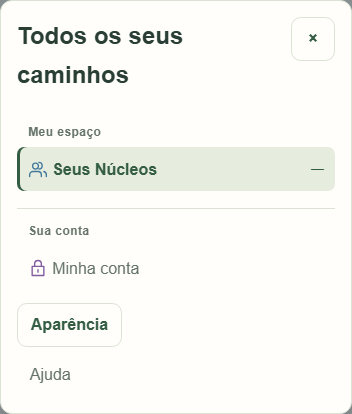 Todos os seus
caminhos
×
Meu espaço
Seus Núcleos —
Sua conta
Minha conta
Aparência
Ajuda